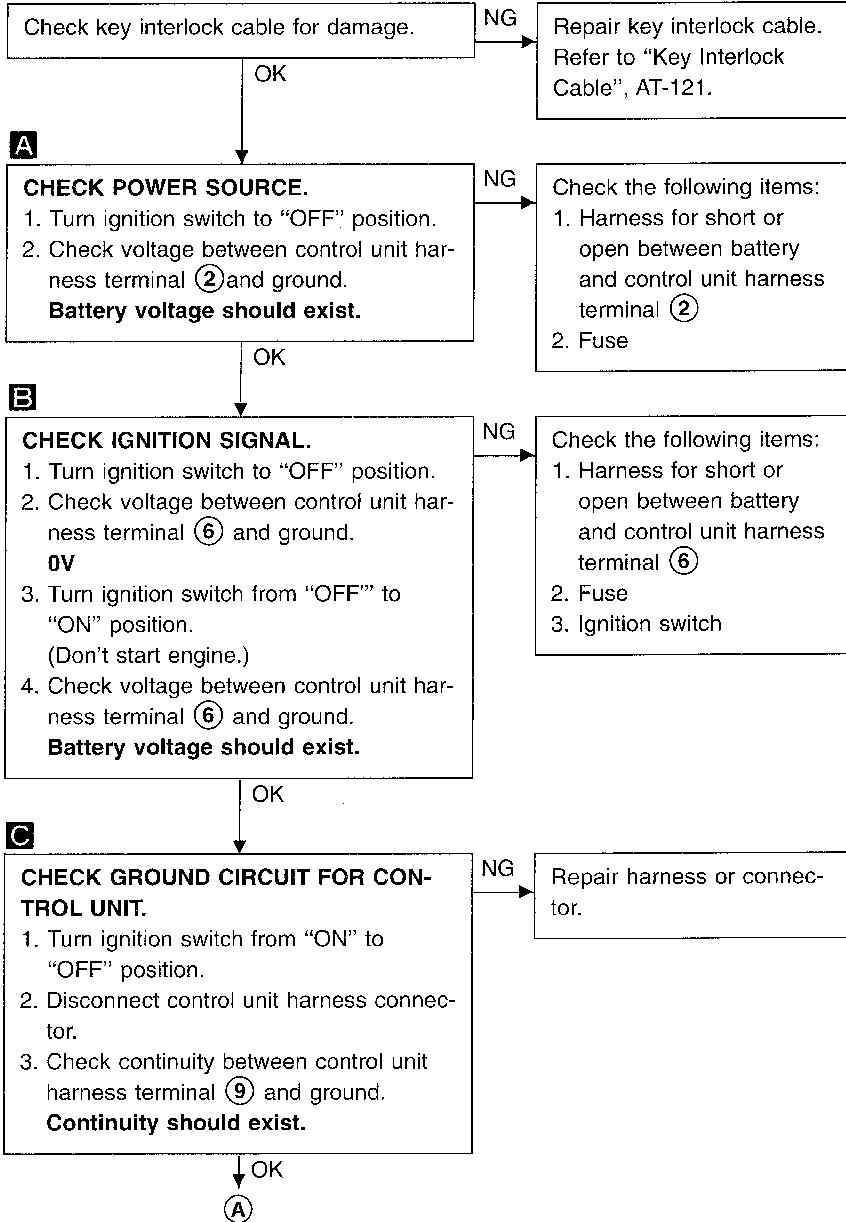 Check key interlock cable for damage.
NG
Repair key interlock cable.
Refer to “Key Interlock
Cable”, AT-121.
OK
A
CHECK POWER SOURCE.
1. Turn ignition switch to “OFF” position.
2. Check voltage between control unit har-
ness terminal ② and ground.
Battery voltage should exist.
NG
Check the following items:
1. Harness for short or
open between battery
and control unit harness
terminal ②
2. Fuse
OK
B
CHECK IGNITION SIGNAL.
1. Turn ignition switch to “OFF” position.
2. Check voltage between control unit har-
ness terminal ⑥ and ground.
0V
3. Turn ignition switch from “OFF”’ to
“ON” position.
(Don't start engine.)
4. Check voltage between control unit har-
ness terminal ⑥ and ground.
Battery voltage should exist.
NG
Check the following items:
1. Harness for short or
open between battery
and control unit harness
terminal ⑥
2. Fuse
3. Ignition switch
OK
C
CHECK GROUND CIRCUIT FOR CON-
TROL UNIT.
1. Turn ignition switch from “ON” to
“OFF” position.
2. Disconnect control unit harness connec-
tor.
3. Check continuity between control unit
harness terminal ⑨ and ground.
Continuity should exist.
NG
Repair harness or connec-
tor.
OK
Ⓐ